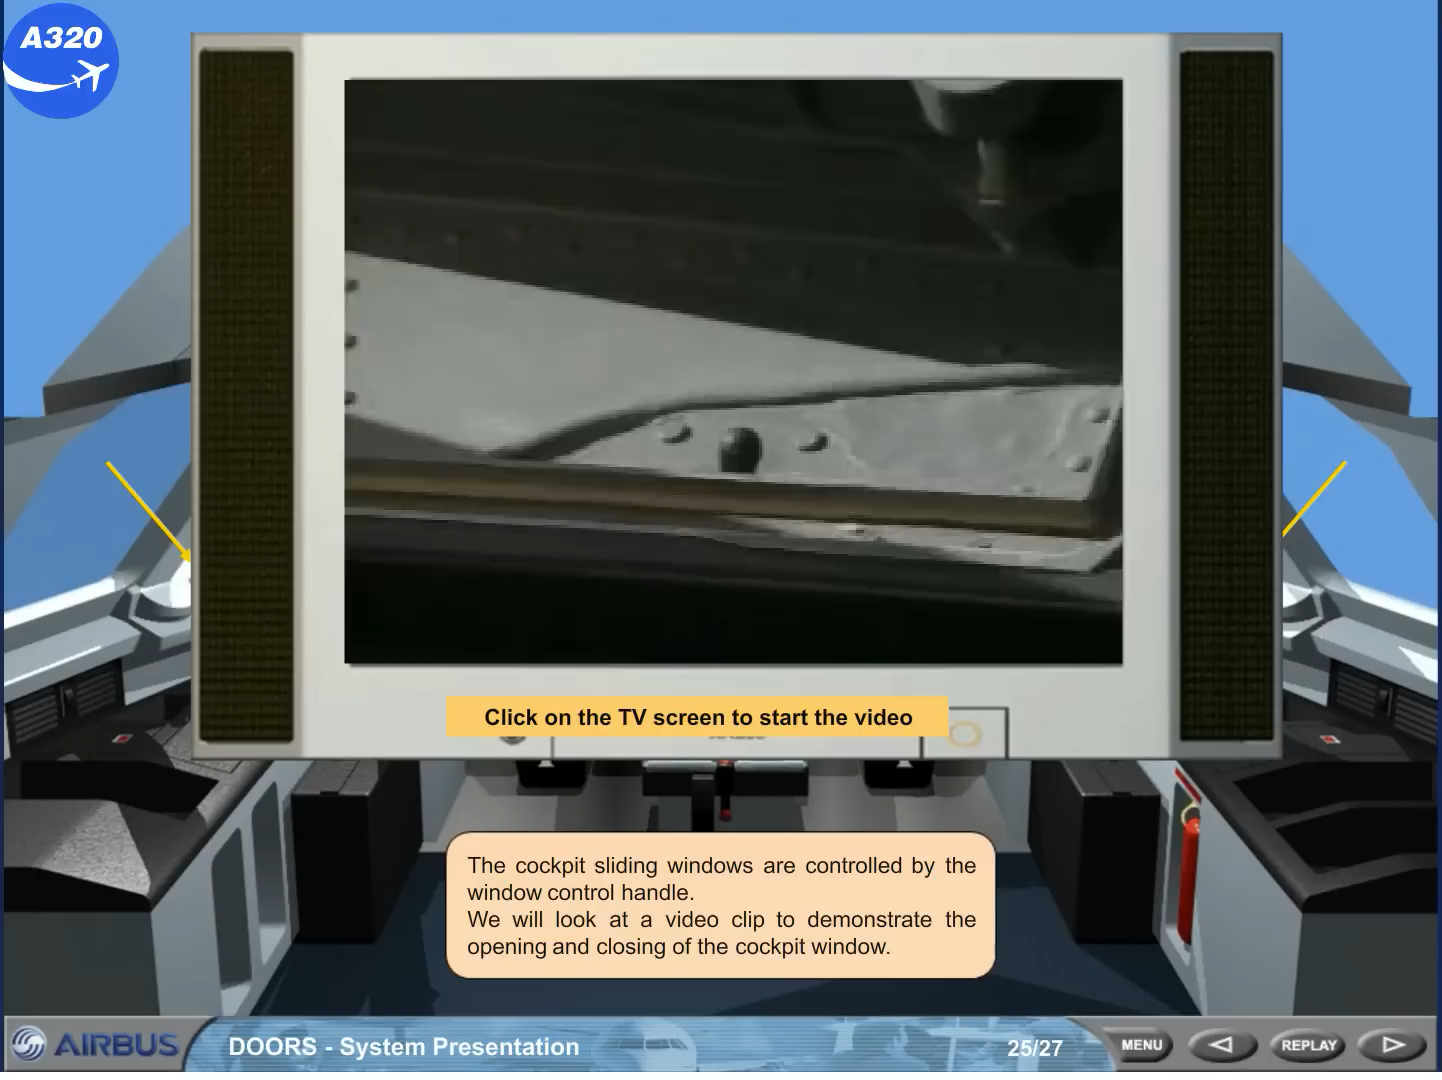 A320
Click on the TV screen to start the video
The cockpit sliding windows are controlled by the
window control handle.
We will look at a video clip to demonstrate the
opening and closing of the cockpit window.
AIRBUS
DOORS - System Presentation
25/27
MENU
REPLAY